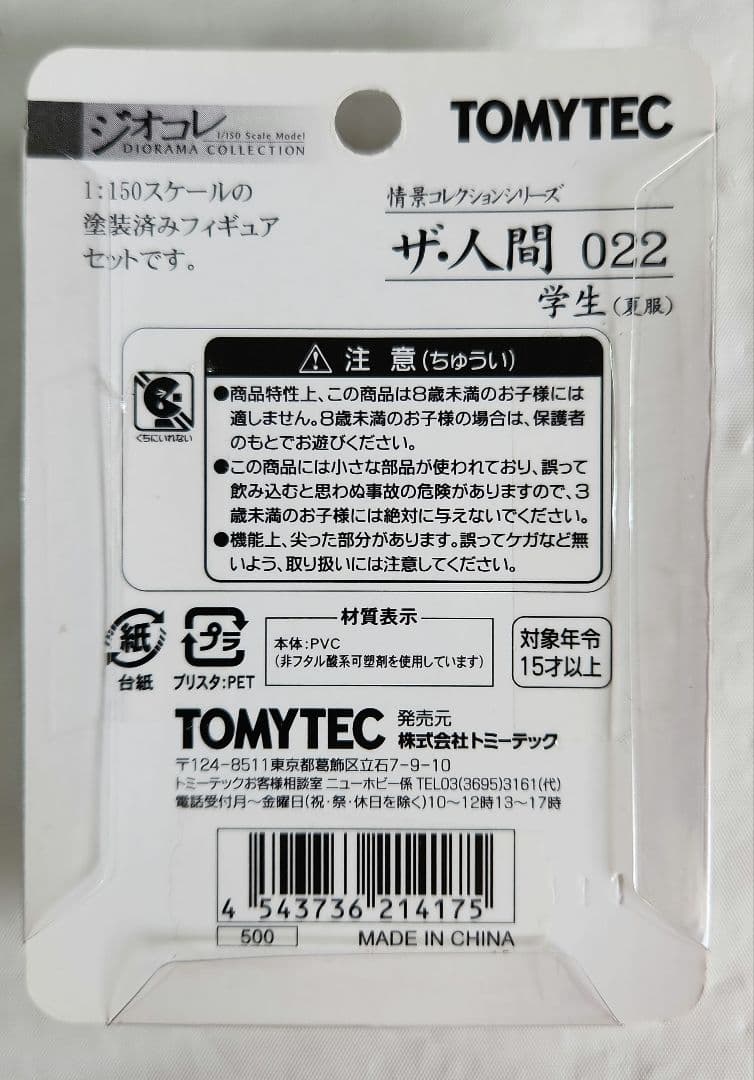 ジオコレ
1/150 Scale Model
DIORAMA COLLECTION
TOMYTEC
1:150スケールの
塗装済みフィギュア
セットです。
情景コレクションシリーズ
ザ・人間 022
学生(夏服)
注 意(ちゅうい)
●商品特性上、この商品は8歳未満のお子様には
適しません。8歳未満のお子様の場合は、保護者
のもとでお遊びください。
●この商品には小さな部品が使われており、誤って
飲み込むと思わぬ事故の危険がありますので、3
歳未満のお子様には絶対に与えないでください。
●機能上、尖った部分があります。誤ってケガなど無
いよう、取り扱いには注意してください。
くちにいれない
紙
台紙
プラ
ブリスタ:PET
材質表示
本体:PVC
(非フタル酸系可塑剤を使用しています)
対象年令
15才以上
TOMYTEC 発売元
株式会社トミーテック
〒124-8511東京都葛飾区立石7-9-10
トミーテックお客様相談室 ニューホビー係 TEL03(3695)3161(代)
電話受付月〜金曜日(祝・祭・休日を除く)10〜12時13〜17時
4 543736 214175
500 MADE IN CHINA